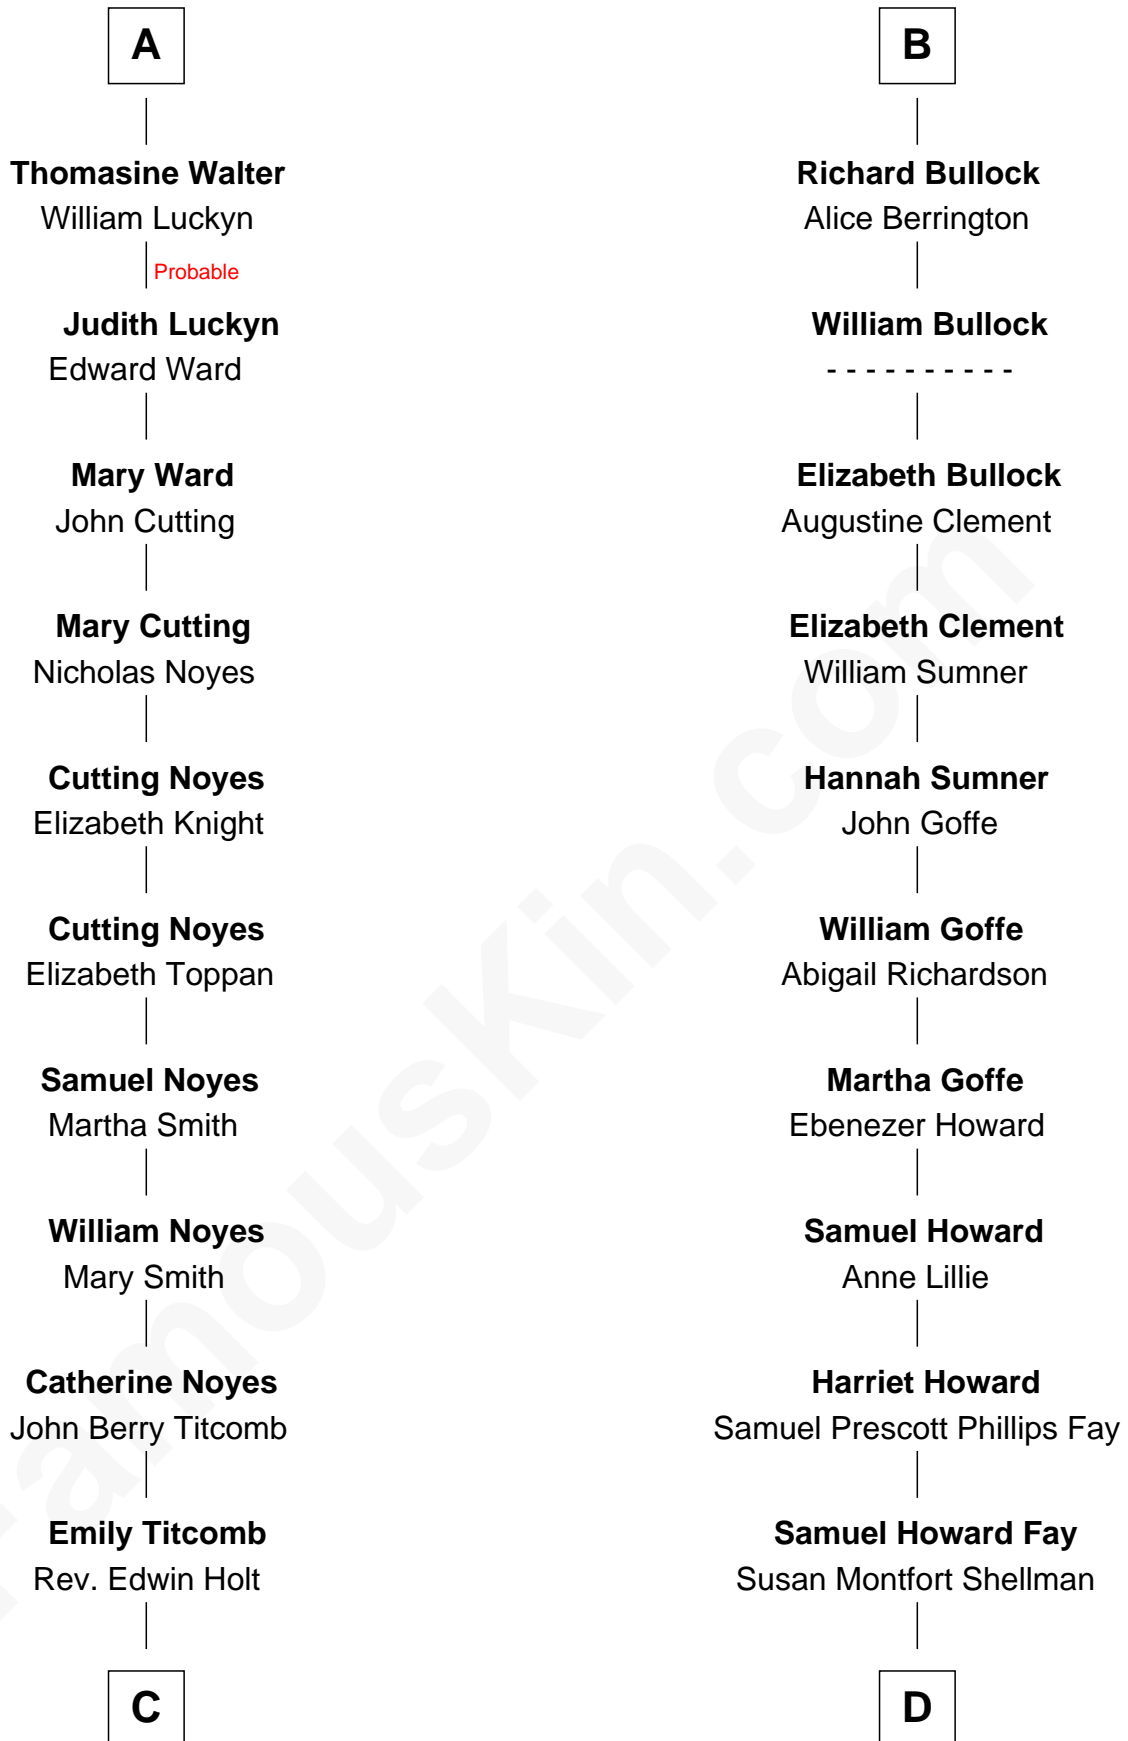 A
Thomasine Walter
William Luckyn
Probable
Judith Luckyn
Edward Ward
Mary Ward
John Cutting
Mary Cutting
Nicholas Noyes
Cutting Noyes
Elizabeth Knight
Cutting Noyes
Elizabeth Toppan
Samuel Noyes
Martha Smith
William Noyes
Mary Smith
Catherine Noyes
John Berry Titcomb
Emily Titcomb
Rev. Edwin Holt
C
B
Richard Bullock
Alice Berrington
William Bullock
- - - - - - - - - -
Elizabeth Bullock
Augustine Clement
Elizabeth Clement
William Sumner
Hannah Sumner
John Goffe
William Goffe
Abigail Richardson
Martha Goffe
Ebenezer Howard
Samuel Howard
Anne Lillie
Harriet Howard
Samuel Prescott Phillips Fay
Samuel Howard Fay
Susan Montfort Shellman
D
FamousKin.com